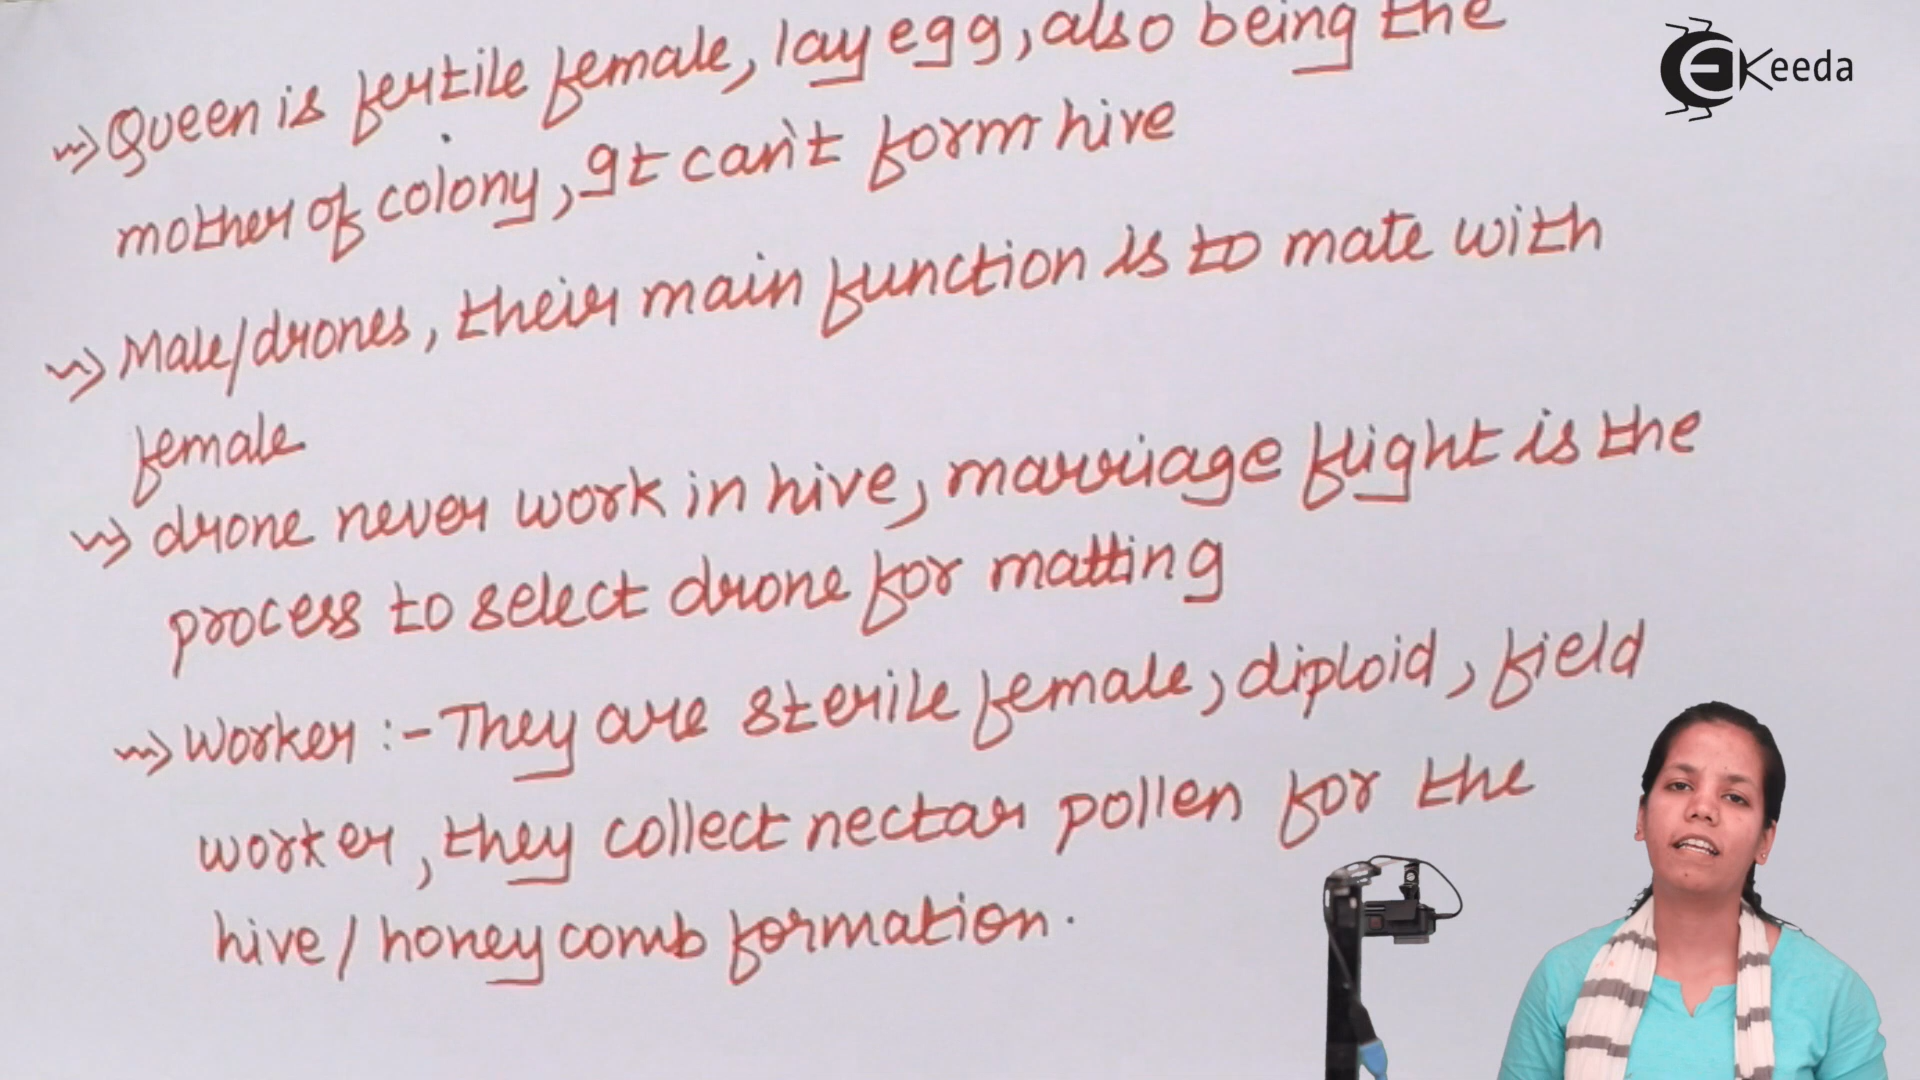 Queen is fertile female, lay egg, also being the
mother of colony, It can't form hive
Male/drones, their main function is to mate with
female
drone never work in hive, marriage flight is the
process to select drone for matting
Worker :- They are sterile female, diploid, field
worker, they collect nectar pollen for the
hive / honey comb formation.
EKeeda